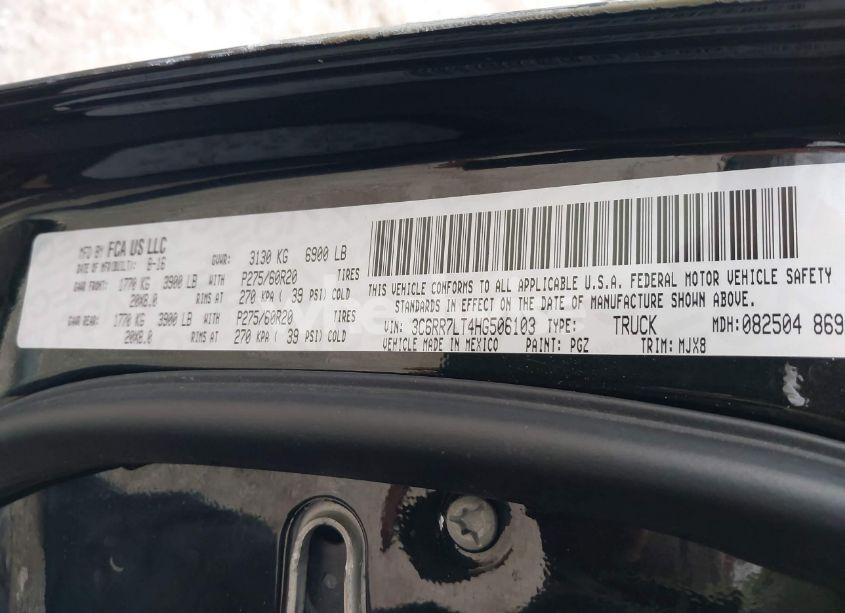 MFD BY FCA US LLC
DATE OF MFR(BUILT): 8-16 GVWR: 3130 KG 6900 LB
GAWR FRONT: 1770 KG 3900 LB WITH P275/60R20 TIRES
20X8.0 RIMS AT 270 KPA ( 39 PSI) COLD
GAWR REAR: 1770 KG 3900 LB WITH P275/60R20 TIRES
20X8.0 RIMS AT 270 KPA ( 39 PSI) COLD
THIS VEHICLE CONFORMS TO ALL APPLICABLE U.S.A. FEDERAL MOTOR VEHICLE SAFETY
STANDARDS IN EFFECT ON THE DATE OF MANUFACTURE SHOWN ABOVE.
VIN: 3C6RR7LT4HG506103 TYPE: TRUCK MDH:082504 869
VEHICLE MADE IN MEXICO PAINT: PGZ TRIM: MJX8